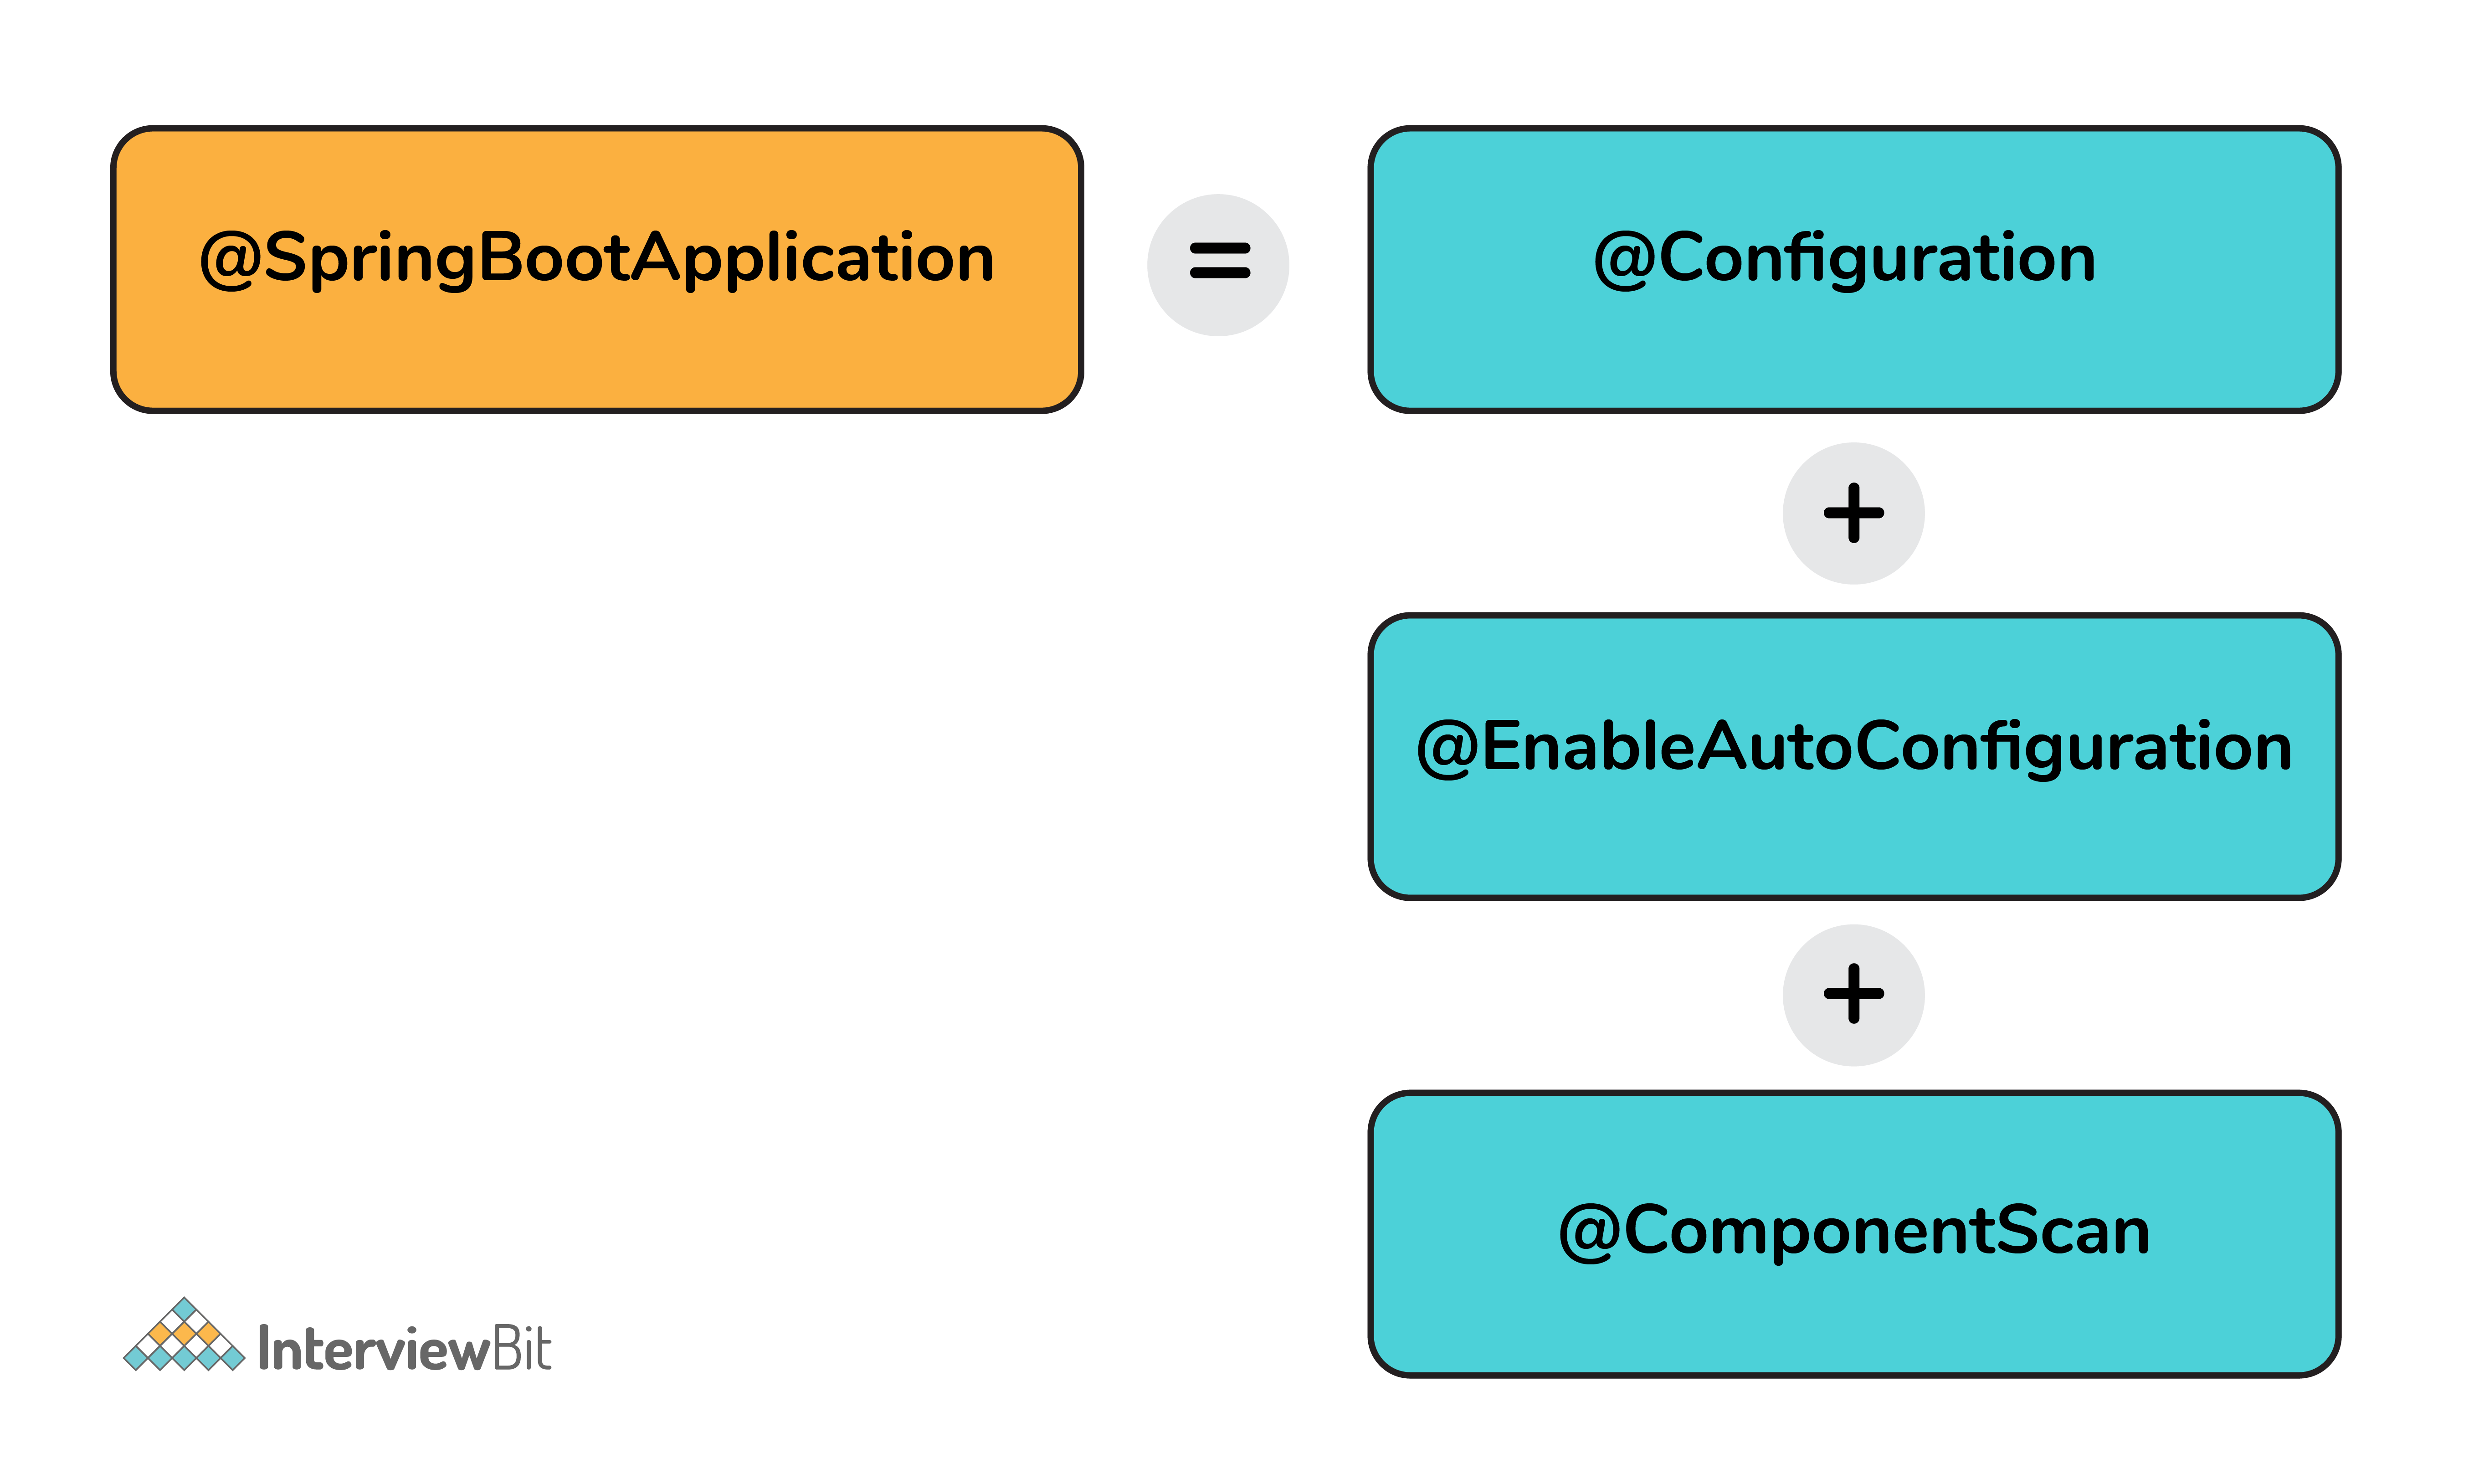 @SpringBootApplication
=
@Configuration
+
@EnableAutoConfiguration
+
@ComponentScan
InterviewBit